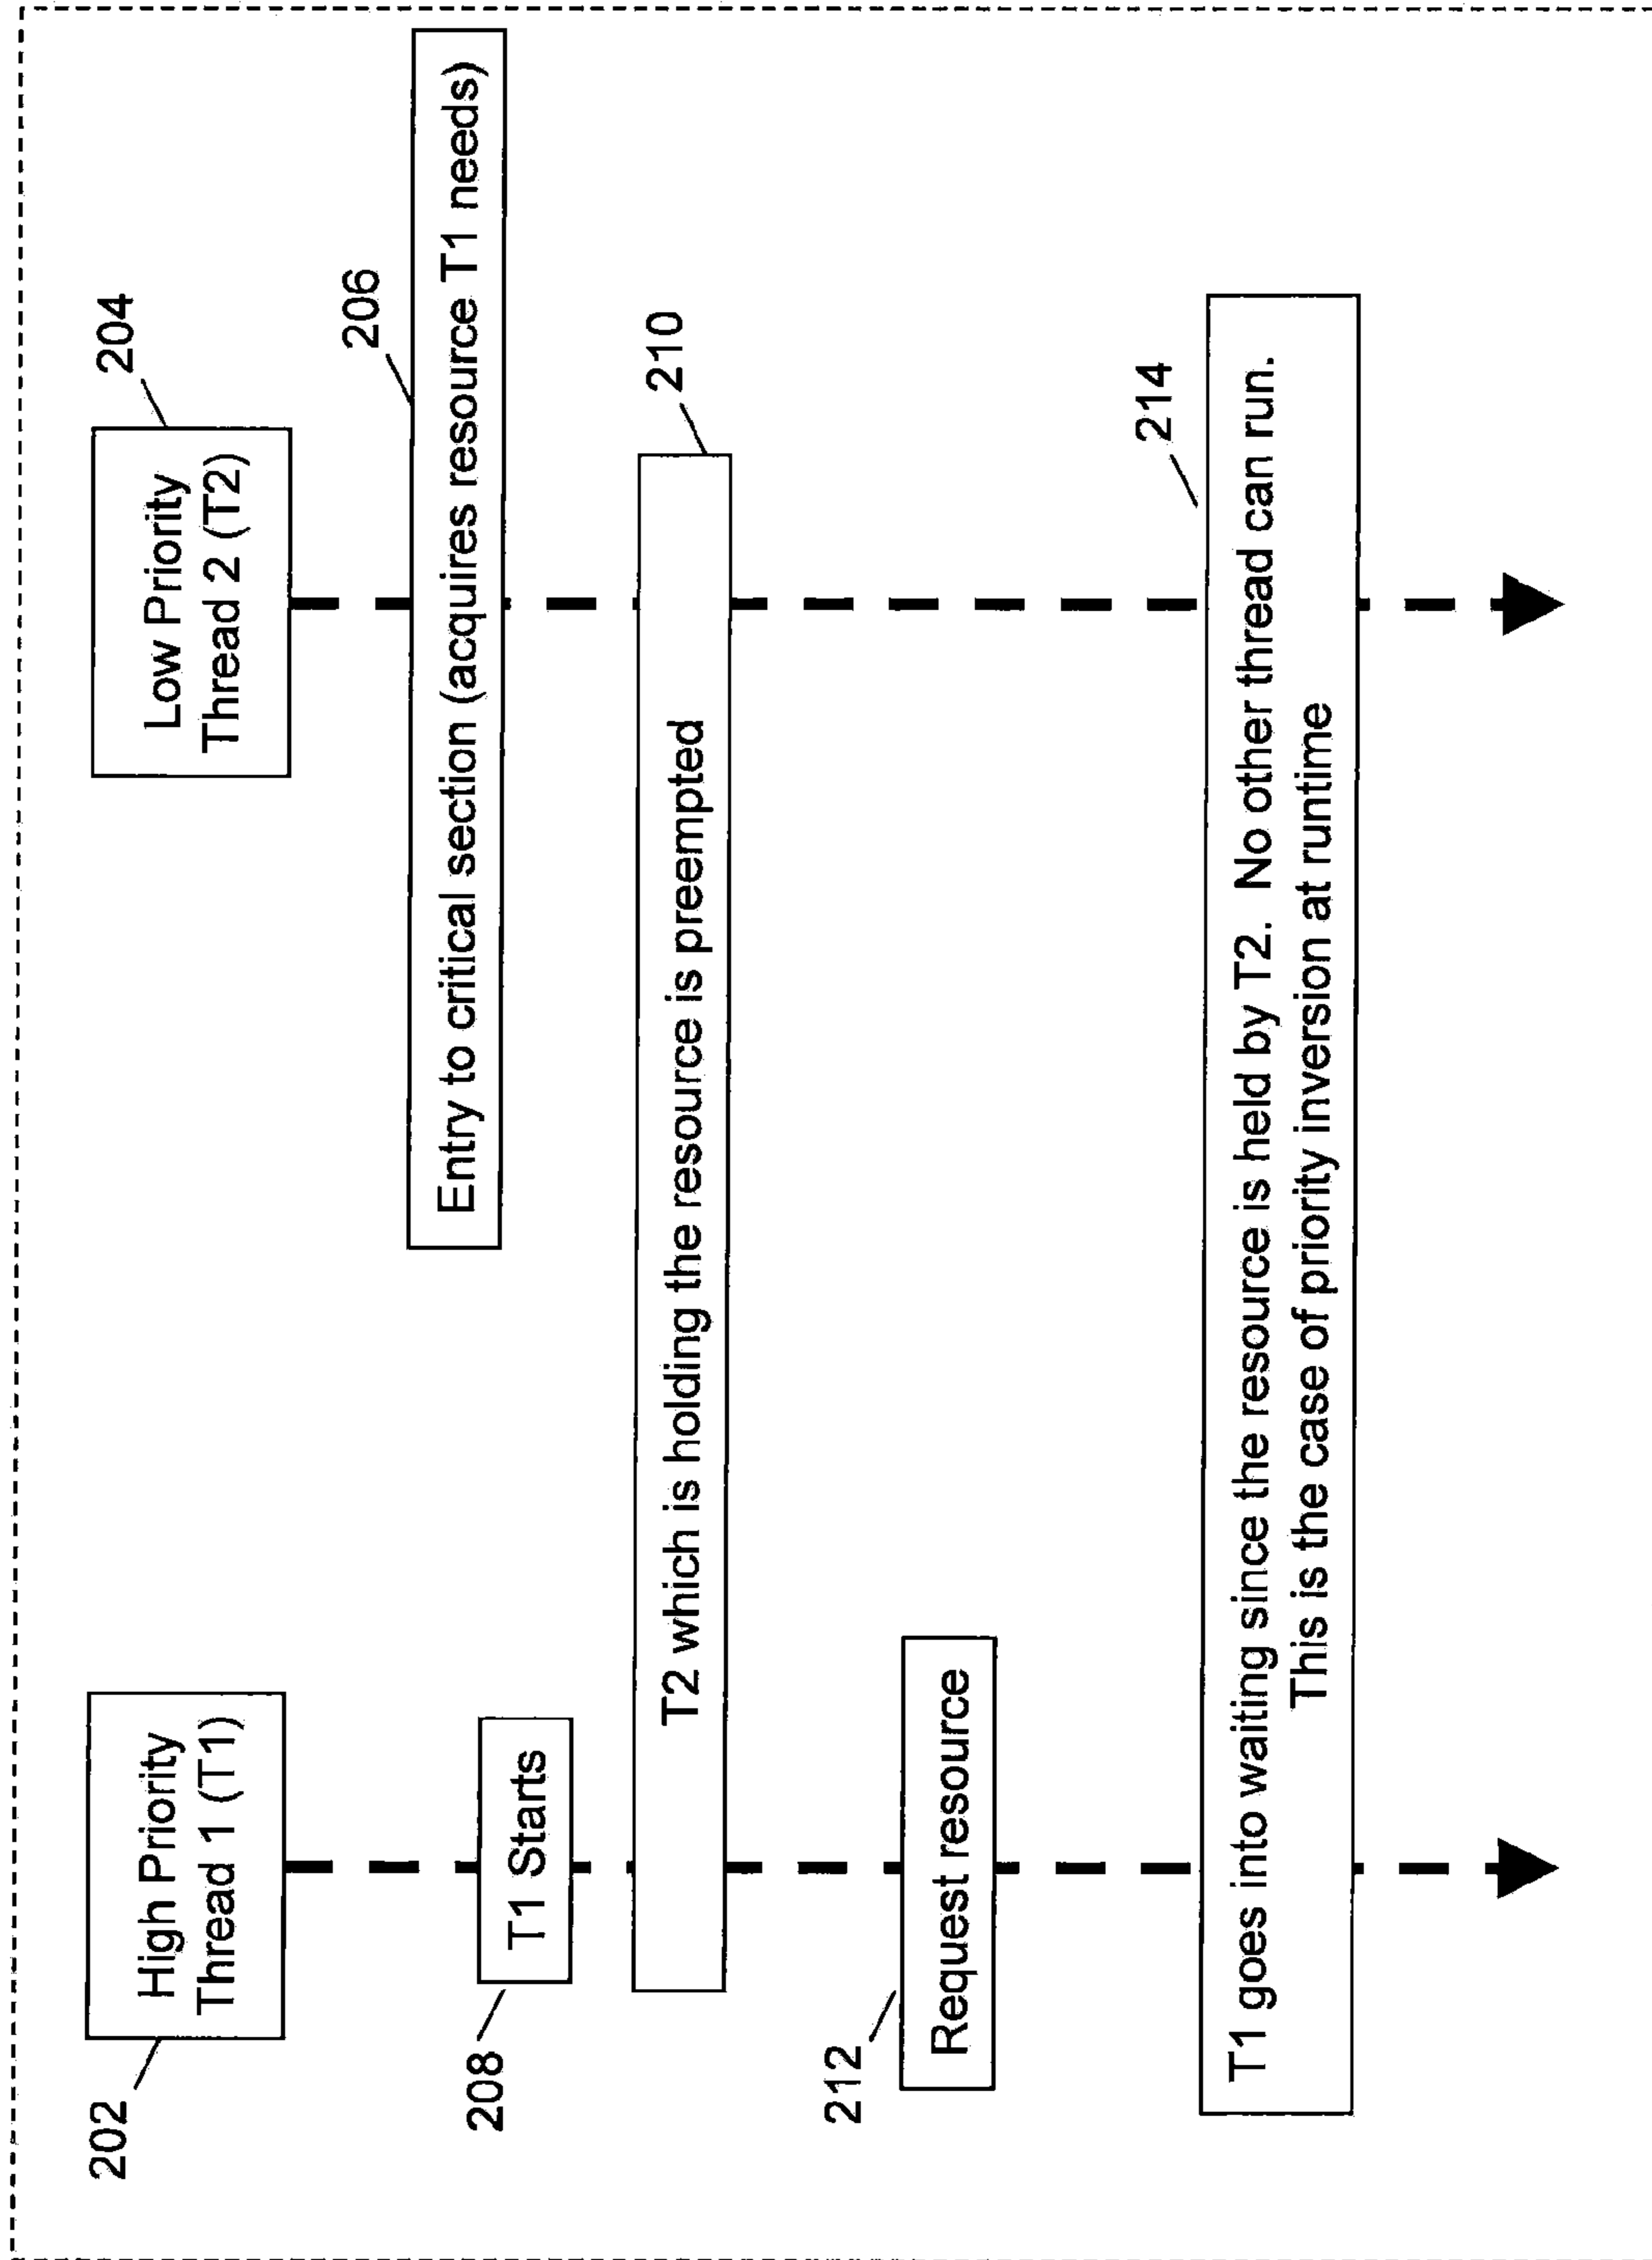 202
High Priority
Thread 1 (T1)
Low Priority
Thread 2 (T2)
204
206
Entry to critical section (acquires resource T1 needs)
208
T1 Starts
210
T2 which is holding the resource is preempted
212
Request resource
214
T1 goes into waiting since the resource is held by T2. No other thread can run.
This is the case of priority inversion at runtime